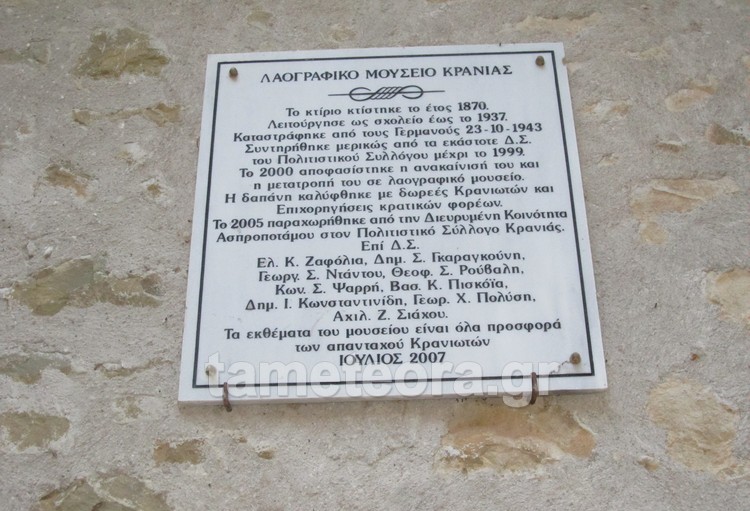 ΛΑΟΓΡΑΦΙΚΟ ΜΟΥΣΕΙΟ ΚΡΑΝΙΑΣ
Το κτίριο κτίστηκε το έτος 1870.
Λειτούργησε ως σχολείο έως το 1937.
Καταστράφηκε από τους Γερμανούς 23-10-1943
Συντηρήθηκε μερικώς από τα εκάστοτε Δ.Σ.
του Πολιτιστικού Συλλόγου μέχρι το 1999.
Το 2000 αποφασίστηκε η ανακαίνισή του και
η μετατροπή του σε λαογραφικό μουσείο.
Η δαπάνη καλύφθηκε με δωρεές Κρανιωτών και
Επιχορηγήσεις κρατικών φορέων.
Το 2005 παραχωρήθηκε από την Διευρυμένη Κοινότητα
Ασπροποτάμου στον Πολιτιστικό Σύλλογο Κρανιάς.
Επί Δ.Σ.
Ελ. Κ. Ζαφόλια, Δημ. Σ. Γκαραγκούνη,
Γεωργ. Σ. Ντάντου, Θεοφ. Σ. Ρούβαλη,
Κων. Σ. Ψαρρή, Βασ. Κ. Πισκόϊα,
Δημ. Ι. Κωνσταντινίδη, Γεωρ. Χ. Πολύση,
Αχιλ. Ζ. Σιάχου.
Τα εκθέματα του μουσείου είναι όλα προσφορά
των απανταχού Κρανιωτών
ΙΟΥΛΙΟΣ 2007
tameteora.gr